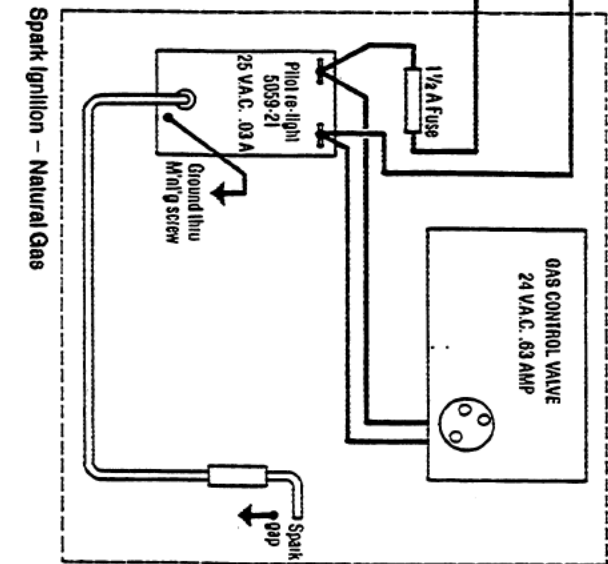 Spark Ignition – Natural Gas
1½ A Fuse
Pilot re-light
5059-21
25 V.A.C. .03 A
Ground thru
M'nt'g screw
GAS CONTROL VALVE
24 V.A.C. .63 AMP
Spark
gap